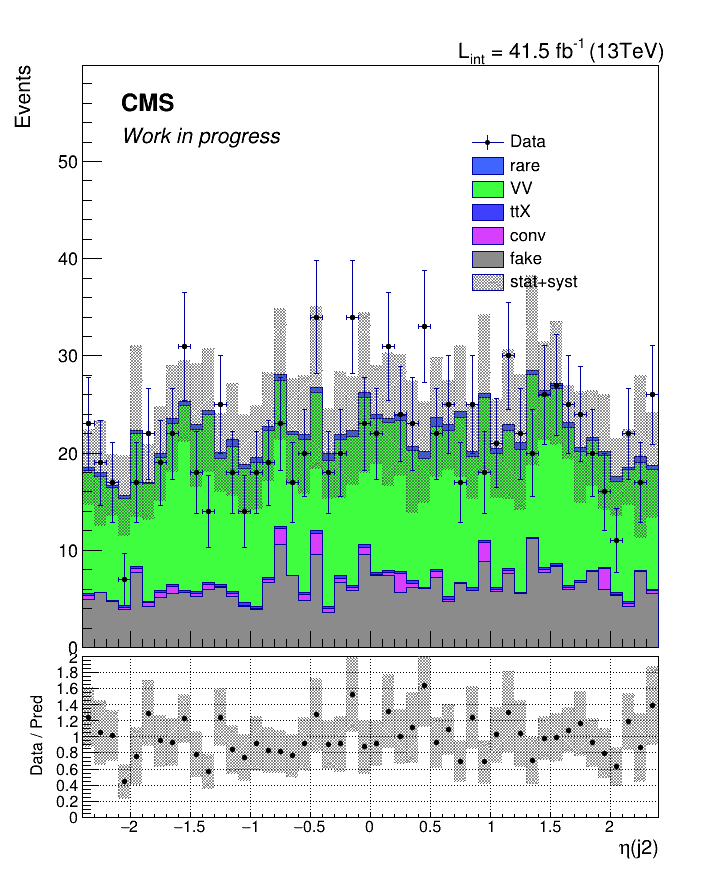 L_int = 41.5 fb^-1 (13TeV)
Events
CMS
Work in progress
Data
rare
VV
ttX
conv
fake
stat+syst
50
40
30
20
10
0
Data / Pred
2
1.8
1.6
1.4
1.2
1
0.8
0.6
0.4
0.2
0
−2 −1.5 −1 −0.5 0 0.5 1 1.5 2
η(j2)